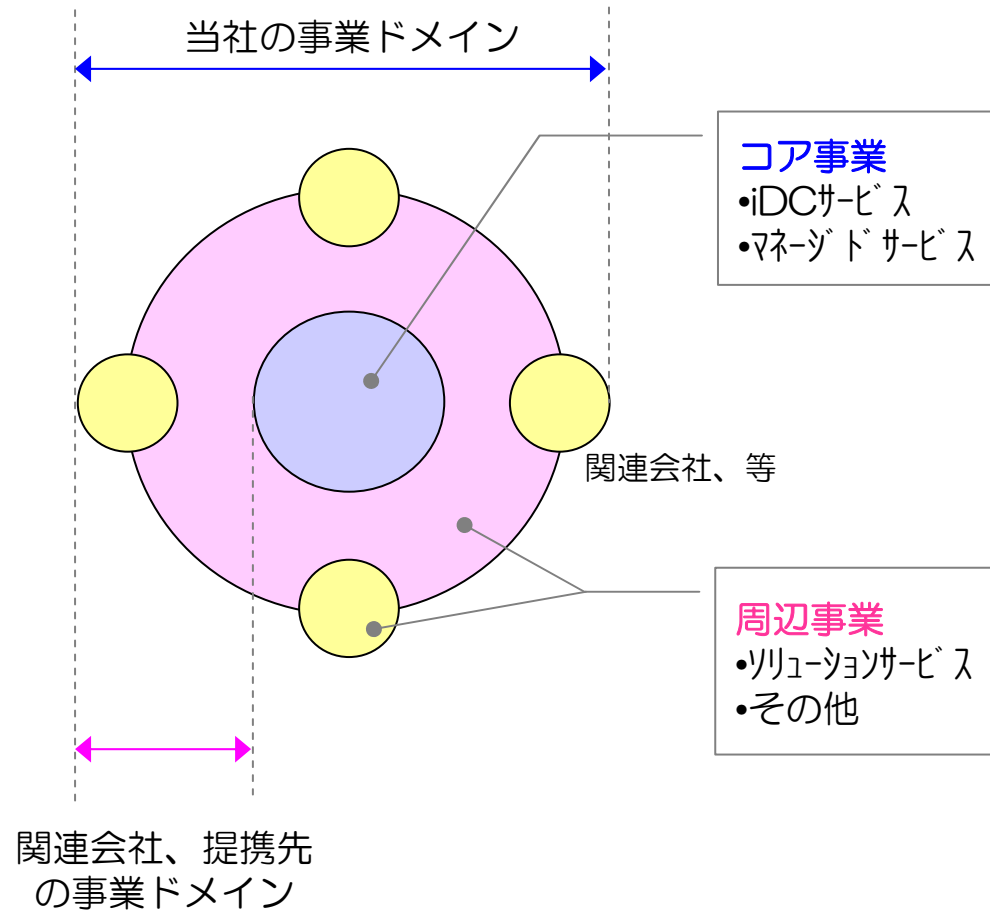 当社の事業ドメイン
コア事業
•iDCｻｰﾋﾞｽ
•ﾏﾈｰｼﾞﾄﾞｻｰﾋﾞｽ
関連会社、等
周辺事業
•ｿﾘｭｰｼｮﾝｻｰﾋﾞｽ
•その他
関連会社、提携先
の事業ドメイン